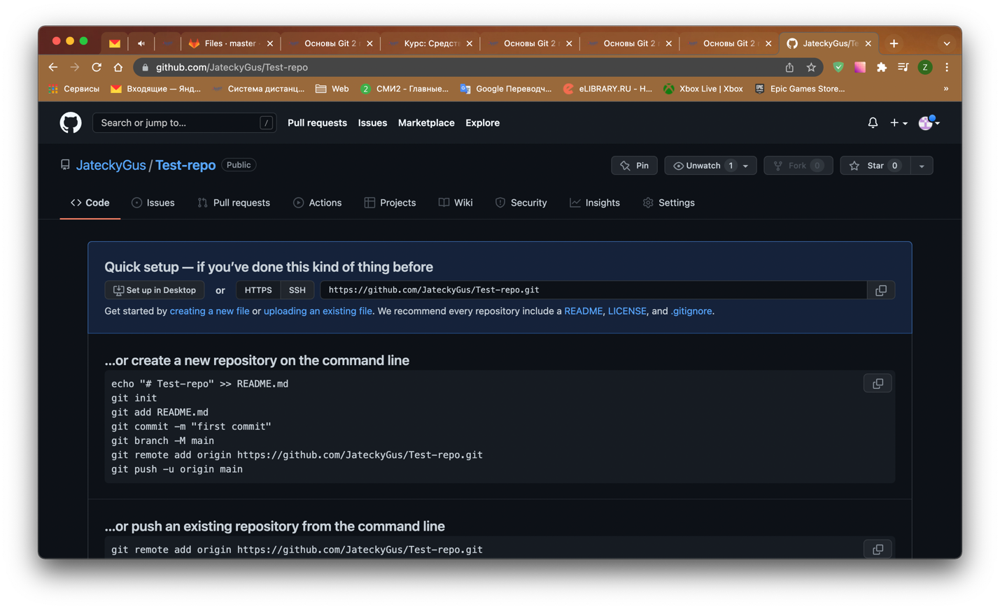 Files · master
Основы Git 2
Курс: Средств
Основы Git 2
Основы Git 2
Основы Git 2
JateckyGus/Te
github.com/JateckyGus/Test-repo
Z
Сервисы
Входящие — Янд...
Система дистанц...
Web
2
СМИ2 - Главные...
Google Переводч...
eLIBRARY.RU - Н...
Xbox Live | Xbox
EPIC GAMES
Epic Games Store...
»
Search or jump to...
/
Pull requests
Issues
Marketplace
Explore
JateckyGus / Test-repo
Public
Pin
Unwatch 1
Fork 0
Star 0
Code
Issues
Pull requests
Actions
Projects
Wiki
Security
Insights
Settings
Quick setup — if you’ve done this kind of thing before
Set up in Desktop
or
HTTPS
SSH
https://github.com/JateckyGus/Test-repo.git
Get started by creating a new file or uploading an existing file. We recommend every repository include a README, LICENSE, and .gitignore.
…or create a new repository on the command line
echo "# Test-repo" >> README.md
git init
git add README.md
git commit -m "first commit"
git branch -M main
git remote add origin https://github.com/JateckyGus/Test-repo.git
git push -u origin main
…or push an existing repository from the command line
git remote add origin https://github.com/JateckyGus/Test-repo.git